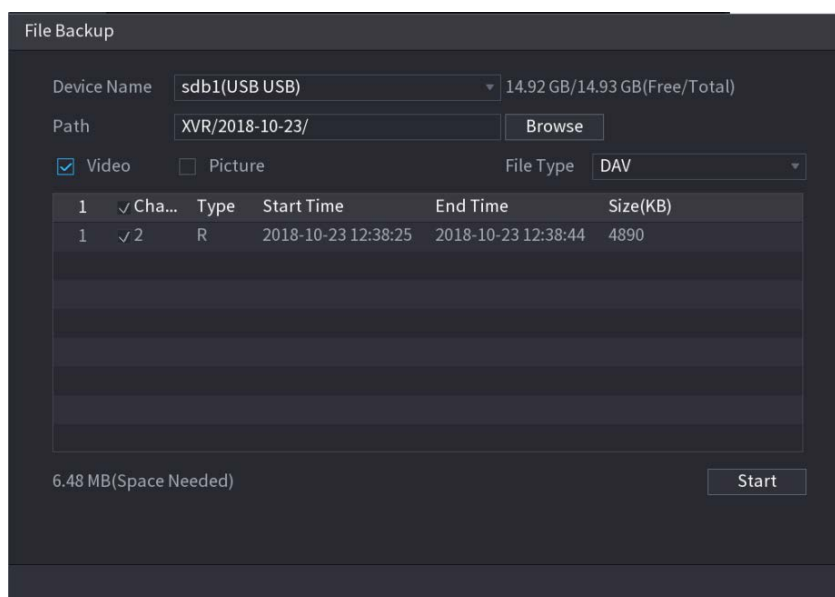 File Backup
Device Name sdb1(USB USB) 14.92 GB/14.93 GB(Free/Total)
Path XVR/2018-10-23/ Browse
Video Picture File Type DAV
1 Cha... Type Start Time End Time Size(KB)
1 2 R 2018-10-23 12:38:25 2018-10-23 12:38:44 4890
6.48 MB(Space Needed) Start